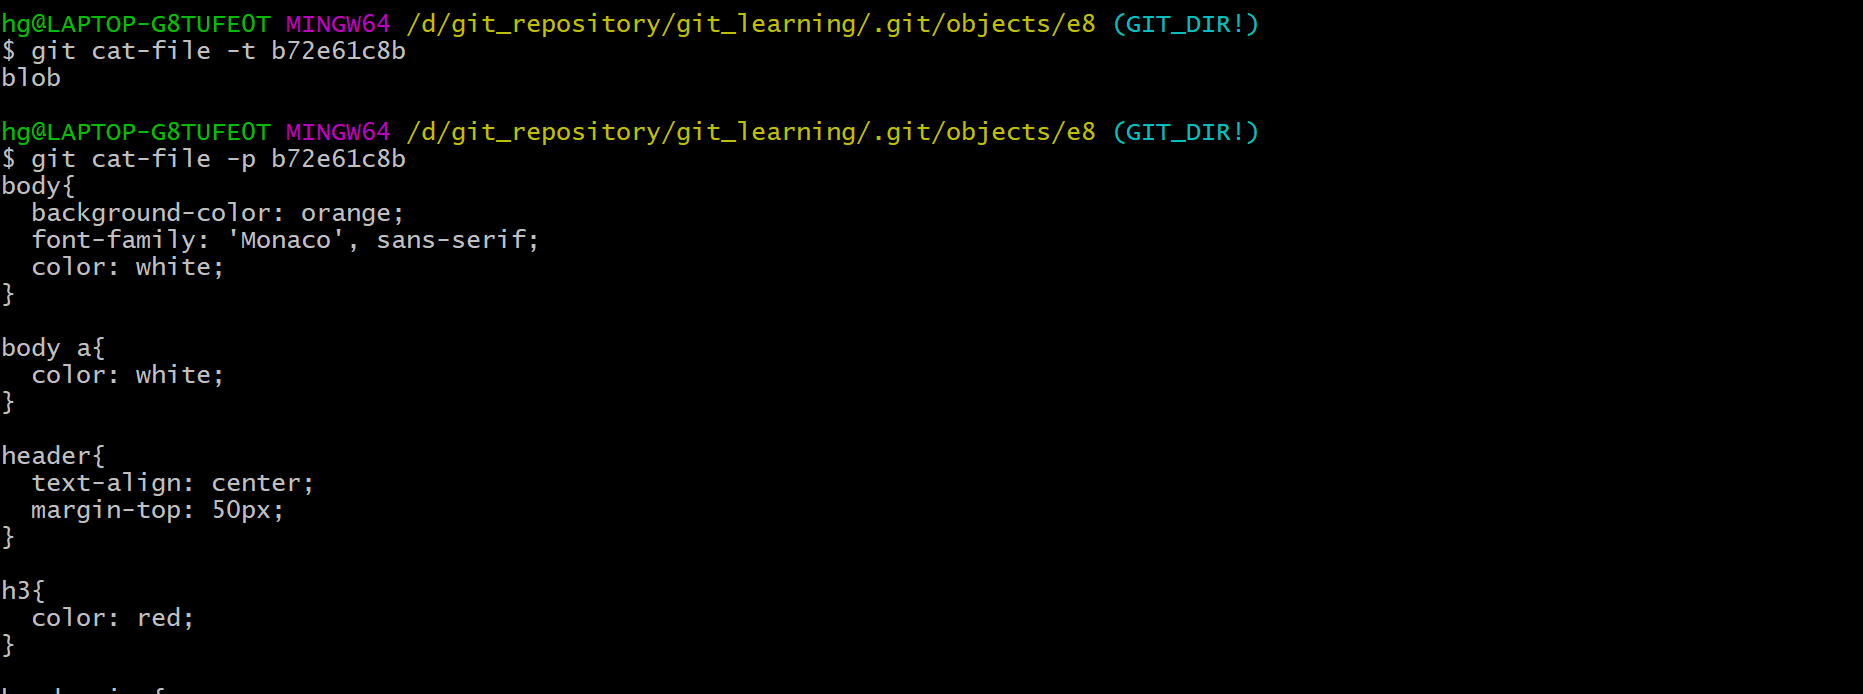 hg@LAPTOP-G8TUFE0T MINGW64 /d/git_repository/git_learning/.git/objects/e8 (GIT_DIR!)
$ git cat-file -t b72e61c8b
blob

hg@LAPTOP-G8TUFE0T MINGW64 /d/git_repository/git_learning/.git/objects/e8 (GIT_DIR!)
$ git cat-file -p b72e61c8b
body{
  background-color: orange;
  font-family: 'Monaco', sans-serif;
  color: white;
}

body a{
  color: white;
}

header{
  text-align: center;
  margin-top: 50px;
}

h3{
  color: red;
}